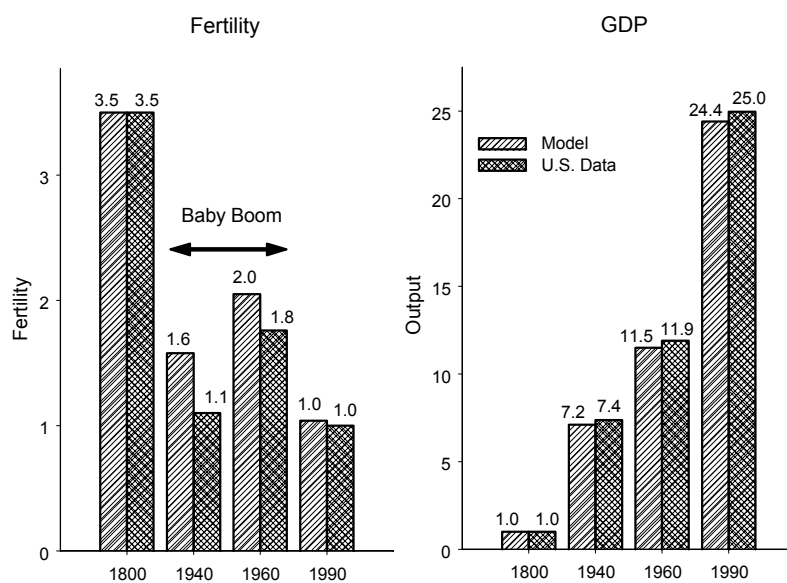 Fertility
3.5 3.5
3
Baby Boom
2.0
2
1.8
1.6
1.1
1.0 1.0
1
0
Fertility
1800 1940 1960 1990
GDP
25
24.4 25.0
Model
U.S. Data
20
15
11.5 11.9
10
7.2 7.4
5
1.0 1.0
0
Output
1800 1940 1960 1990